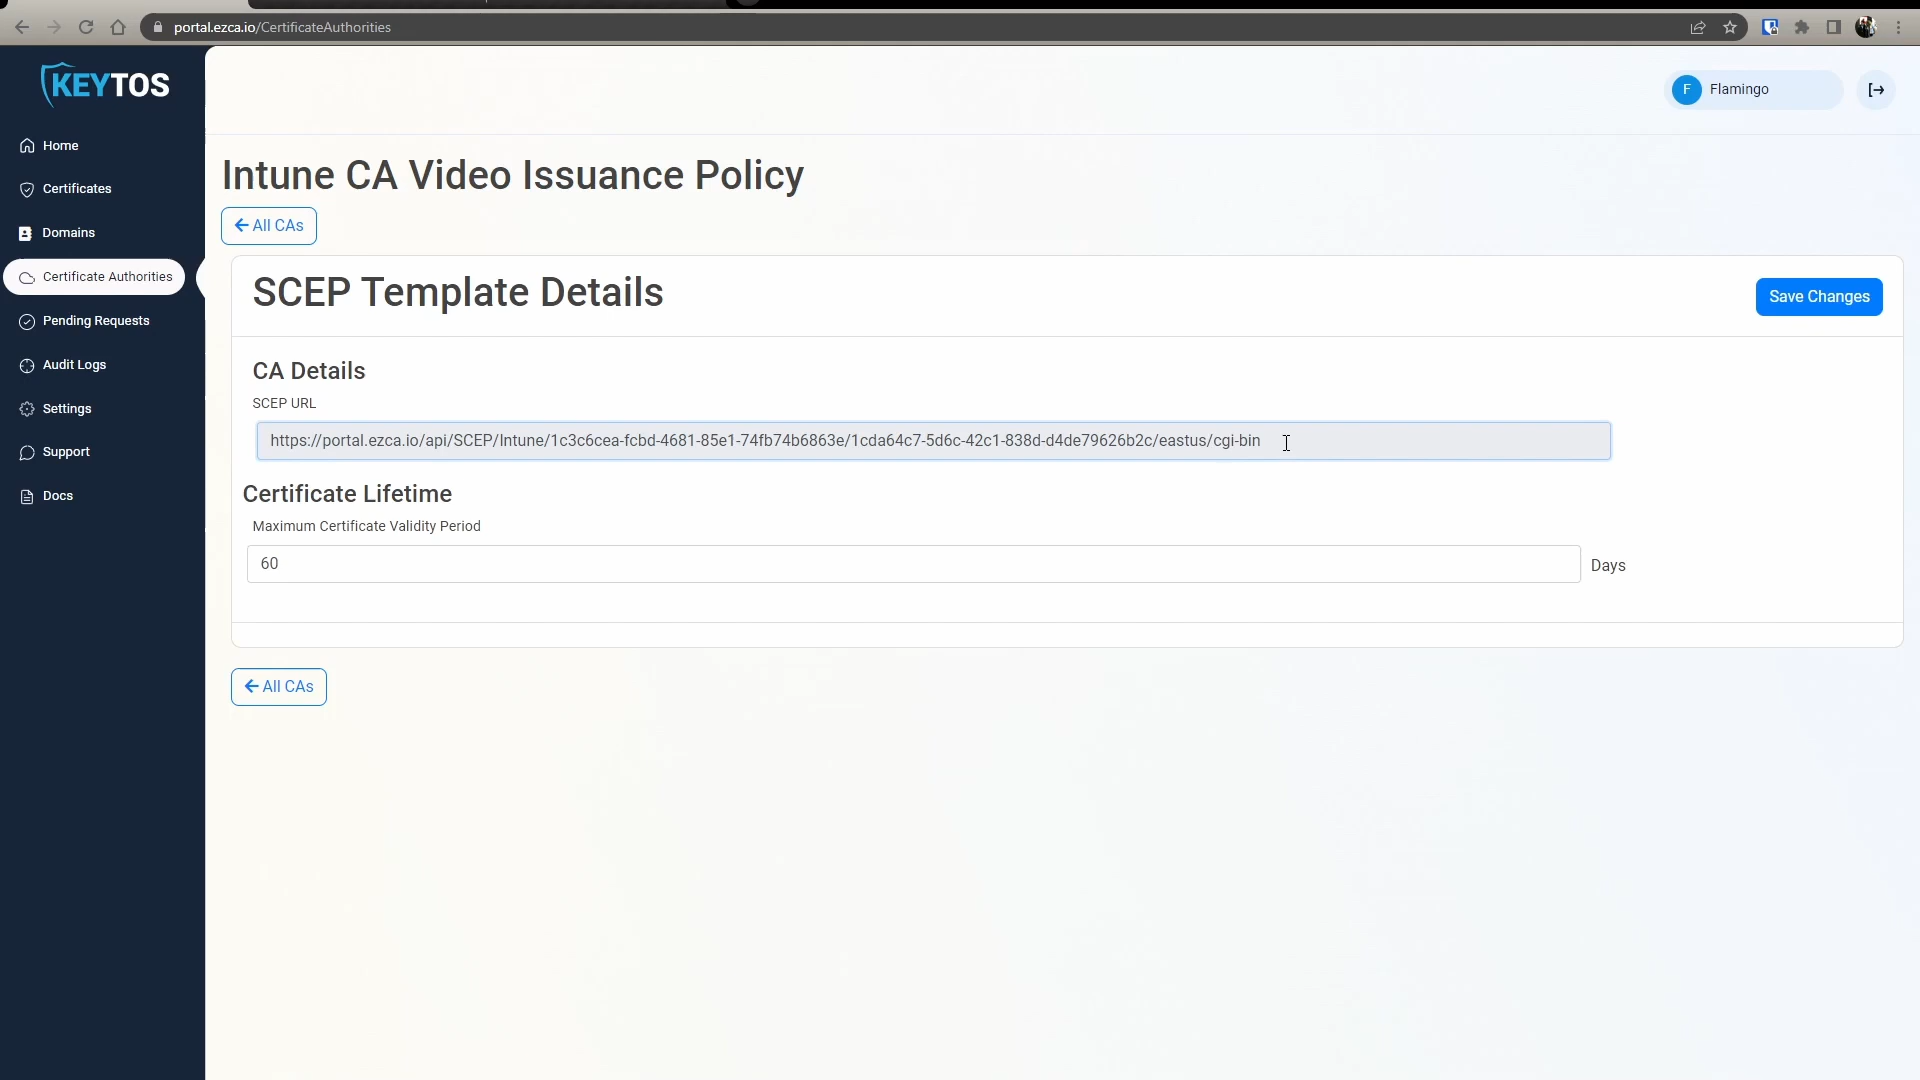 portal.ezca.io/CertificateAuthorities
KEYTOS
F Flamingo
Home
Certificates
Domains
Certificate Authorities
Pending Requests
Audit Logs
Settings
Support
Docs
Intune CA Video Issuance Policy
All CAs
SCEP Template Details
Save Changes
CA Details
SCEP URL
https://portal.ezca.io/api/SCEP/Intune/1c3c6cea-fcbd-4681-85e1-74fb74b6863e/1cda64c7-5d6c-42c1-838d-d4de79626b2c/eastus/cgi-bin
Certificate Lifetime
Maximum Certificate Validity Period
60 Days
All CAs